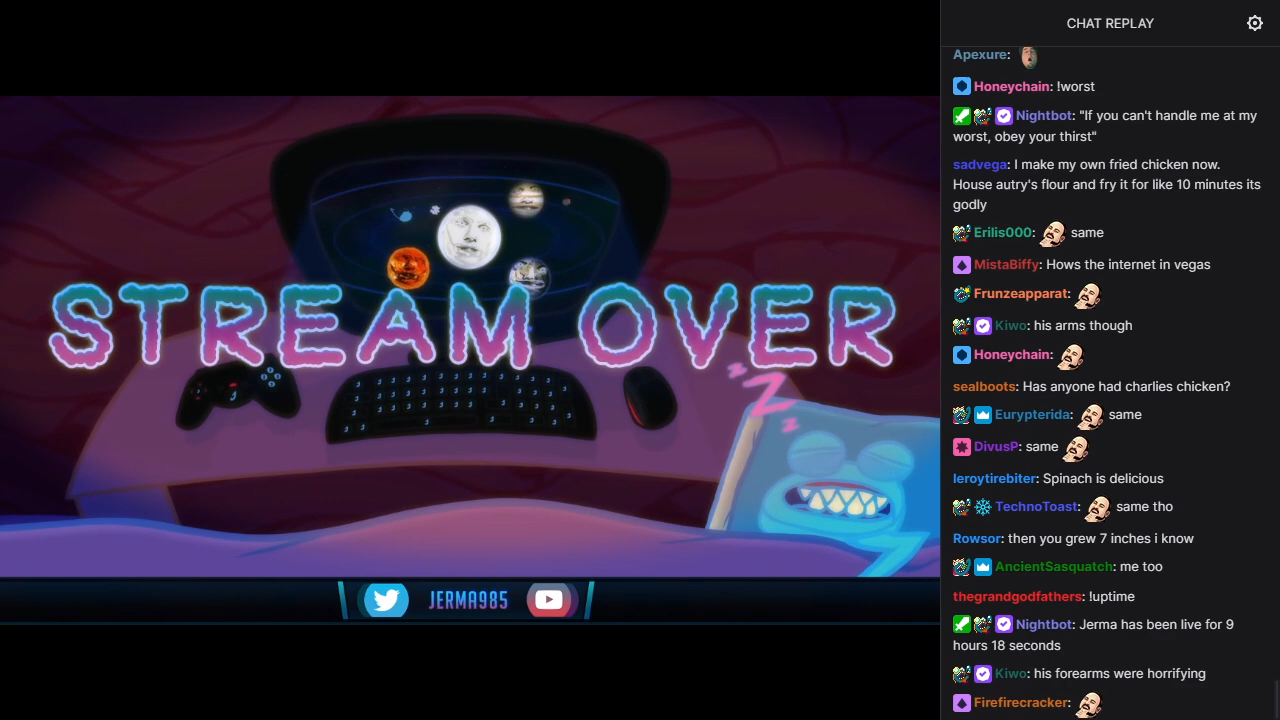 STREAM OVER
z
Z
z
JERMA985
CHAT REPLAY
Apexure:
Honeychain: !worst
Nightbot: "If you can't handle me at my
worst, obey your thirst"
sadvega: I make my own fried chicken now.
House autry's flour and fry it for like 10 minutes its
godly
Erilis000: same
MistaBiffy: Hows the internet in vegas
Frunzeapparat:
Kiwo: his arms though
Honeychain:
sealboots: Has anyone had charlies chicken?
Eurypterida: same
DivusP: same
leroytirebiter: Spinach is delicious
TechnoToast: same tho
Rowsor: then you grew 7 inches i know
AncientSasquatch: me too
thegrandgodfathers: !uptime
Nightbot: Jerma has been live for 9
hours 18 seconds
Kiwo: his forearms were horrifying
Firefirecracker: